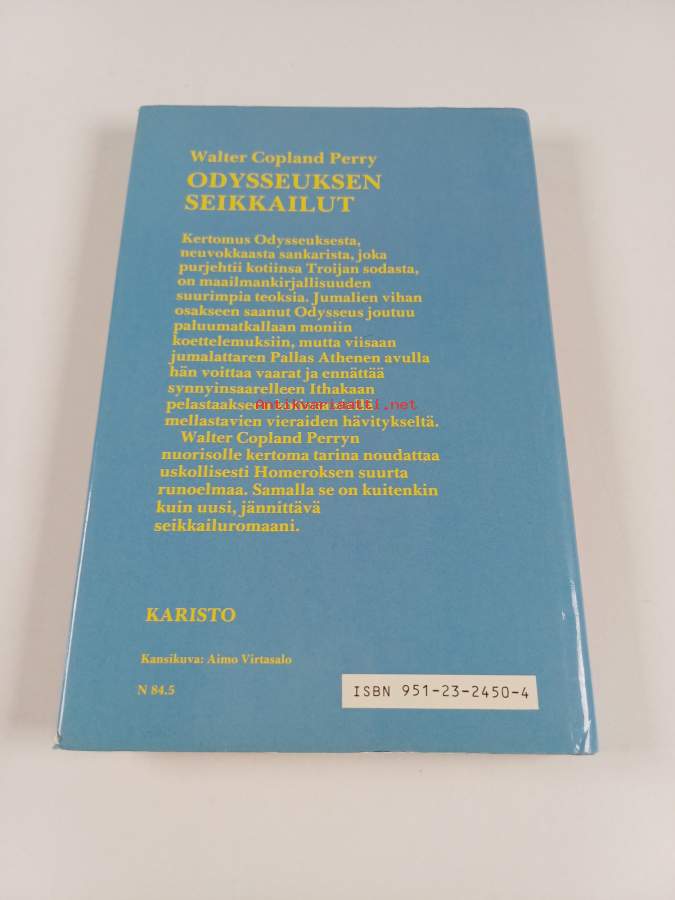 Walter Copland Perry
ODYSSEUKSEN
SEIKKAILUT
Kertomus Odysseuksesta,
neuvokkaasta sankarista, joka
purjehtii kotiinsa Troijan sodasta,
on maailmankirjallisuuden
suurimpia teoksia. Jumalien vihan
osakseen saanut Odysseus joutuu
paluumatkallaan moniin
koettelemuksiin, mutta viisaan
jumalattaren Pallas Athenen avulla
hän voittaa vaarat ja ennättää
synnyinsaarelleen Ithakaan
pelastaakseen
Antikvariaatti.net
mellastavien vieraiden hävitykseltä.
Walter Copland Perryn
nuorisolle kertoma tarina noudattaa
uskollisesti Homeroksen suurta
runoelmaa. Samalla se on kuitenkin
kuin uusi, jännittävä
seikkailuromaani.
KARISTO
Kansikuva: Aimo Virtasalo
N 84.5
ISBN 951-23-2450-4